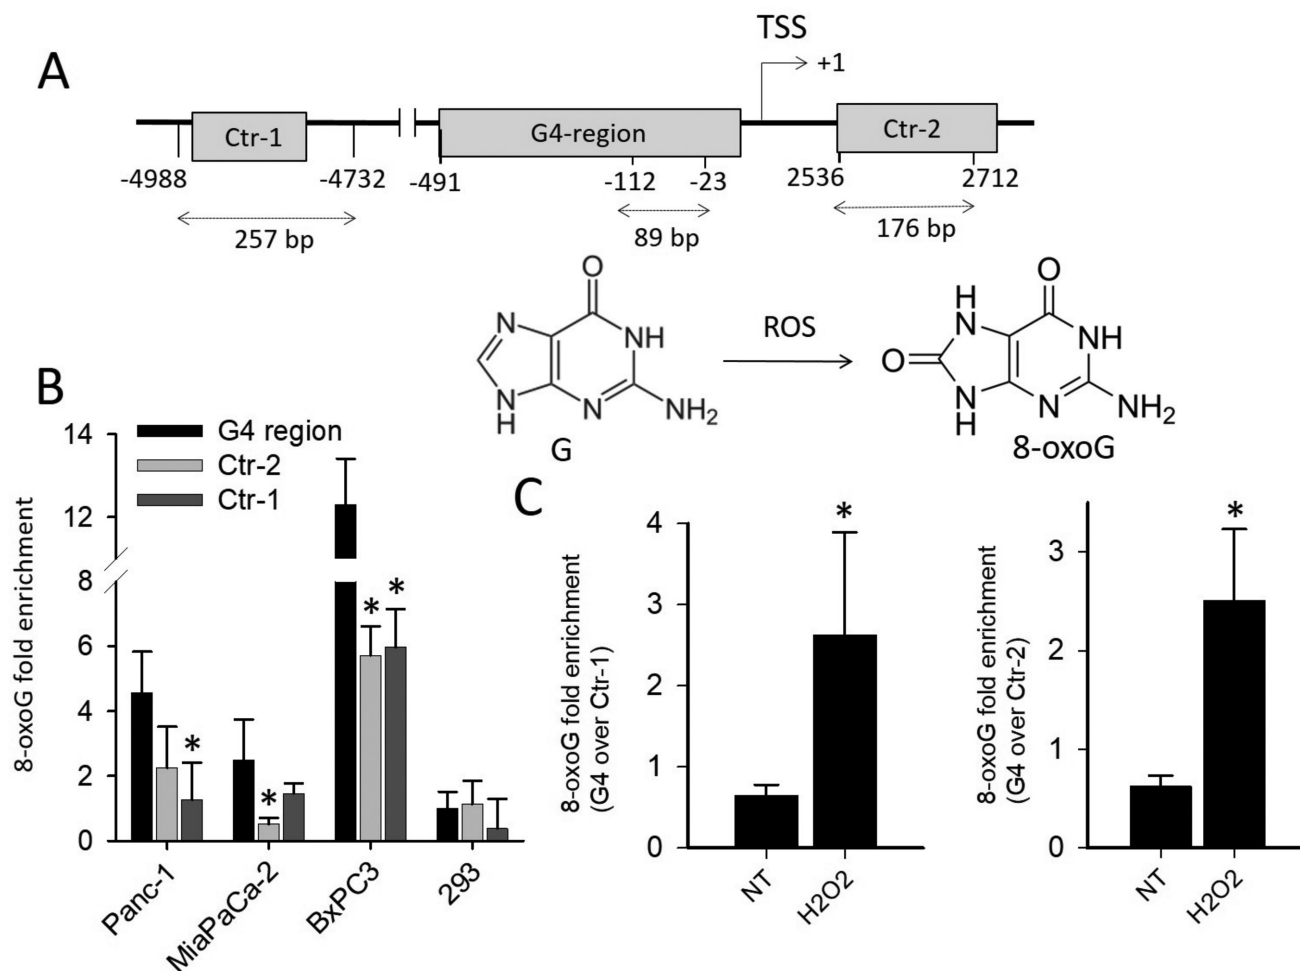 A
TSS
+1
Ctr-1
G4-region
Ctr-2
-4988
-4732
-491
-112
-23
2536
2712
257 bp
89 bp
176 bp
O
N
NH
N
H
N
NH2
G
ROS
O
H
N
NH
O
N
H
N
NH2
8-oxoG
B
8-oxoG fold enrichment
14
12
8
6
4
2
0
G4 region
Ctr-2
Ctr-1
*
*
*
*
Panc-1
MiaPaCa-2
BxPC3
293
C
8-oxoG fold enrichment
(G4 over Ctr-1)
4
3
2
1
0
*
NT
H2O2
8-oxoG fold enrichment
(G4 over Ctr-2)
3
2
1
0
*
NT
H2O2